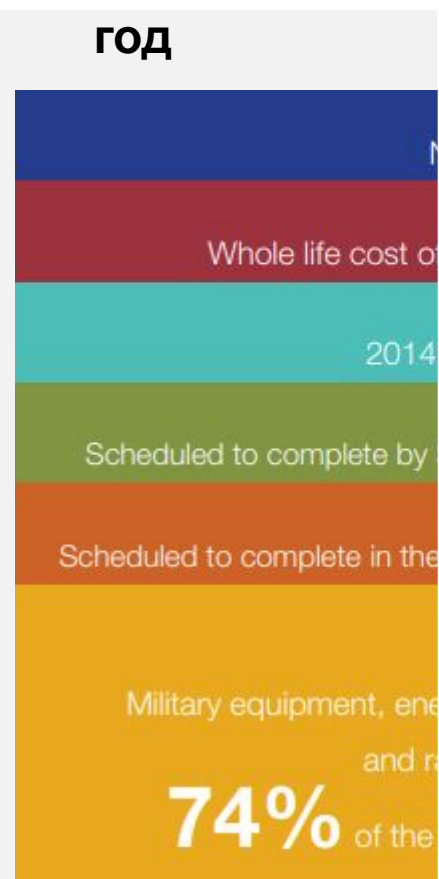 год
Whole life cost of
2014
Scheduled to complete by
Scheduled to complete in the
Military equipment, ene
and ra
74% of the